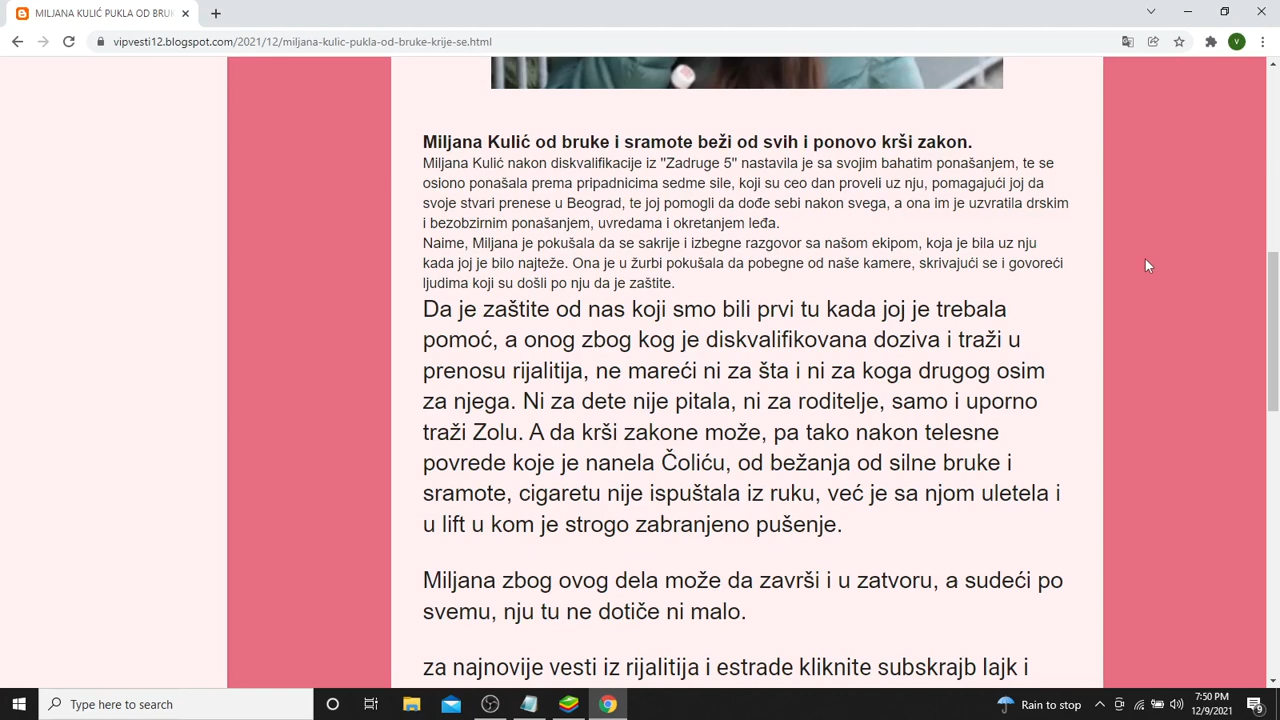 MILJANA KULIĆ PUKLA OD BRUK
vipvesti12.blogspot.com/2021/12/miljana-kulic-pukla-od-bruke-krije-se.html
V
Miljana Kulić od bruke i sramote beži od svih i ponovo krši zakon.
Miljana Kulić nakon diskvalifikacije iz "Zadruge 5" nastavila je sa svojim bahatim ponašanjem, te se
osiono ponašala prema pripadnicima sedme sile, koji su ceo dan proveli uz nju, pomagajući joj da
svoje stvari prenese u Beograd, te joj pomogli da dođe sebi nakon svega, a ona im je uzvratila drskim
i bezobzirnim ponašanjem, uvredama i okretanjem leđa.
Naime, Miljana je pokušala da se sakrije i izbegne razgovor sa našom ekipom, koja je bila uz nju
kada joj je bilo najteže. Ona je u žurbi pokušala da pobegne od naše kamere, skrivajući se i govoreći
ljudima koji su došli po nju da je zaštite.
Da je zaštite od nas koji smo bili prvi tu kada joj je trebala
pomoć, a onog zbog kog je diskvalifikovana doziva i traži u
prenosu rijalitija, ne mareći ni za šta i ni za koga drugog osim
za njega. Ni za dete nije pitala, ni za roditelje, samo i uporno
traži Zolu. A da krši zakone može, pa tako nakon telesne
povrede koje je nanela Čoliću, od bežanja od silne bruke i
sramote, cigaretu nije ispuštala iz ruku, već je sa njom uletela i
u lift u kom je strogo zabranjeno pušenje.
Miljana zbog ovog dela može da završi i u zatvoru, a sudeći po
svemu, nju tu ne dotiče ni malo.
za najnovije vesti iz rijalitija i estrade kliknite subskrajb lajk i
Type here to search
Rain to stop
7:50 PM
12/9/2021
9